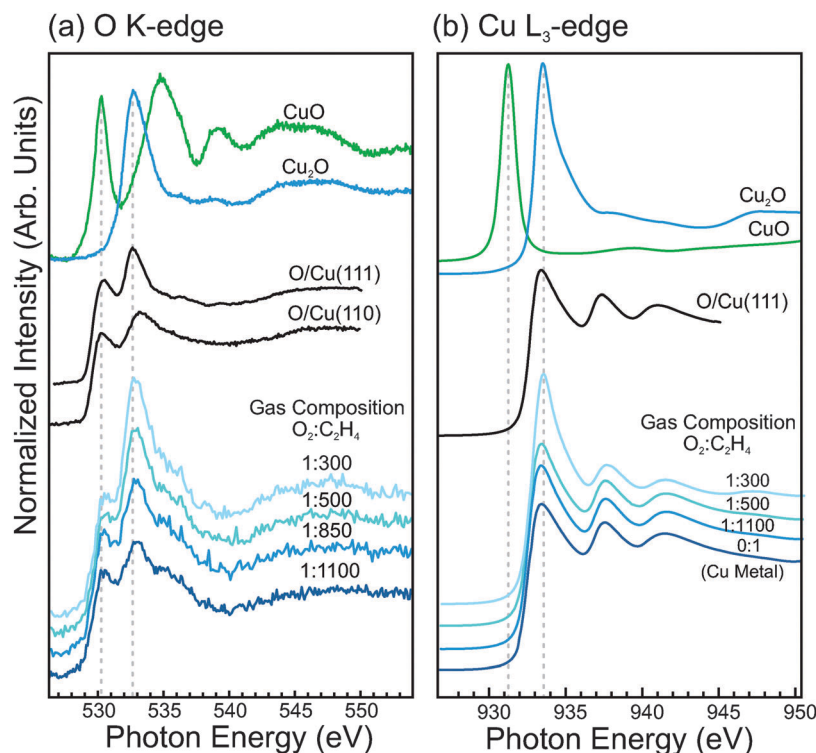 (a) O K-edge
Normalized Intensity (Arb. Units)
CuO
Cu₂O
O/Cu(111)
O/Cu(110)
Gas Composition
O₂:C₂H₄
1:300
1:500
1:850
1:1100
530 535 540 545 550
Photon Energy (eV)
(b) Cu L₃-edge
Cu₂O
CuO
O/Cu(111)
Gas Composition
O₂:C₂H₄
1:300
1:500
1:1100
0:1
(Cu Metal)
930 935 940 945 950
Photon Energy (eV)